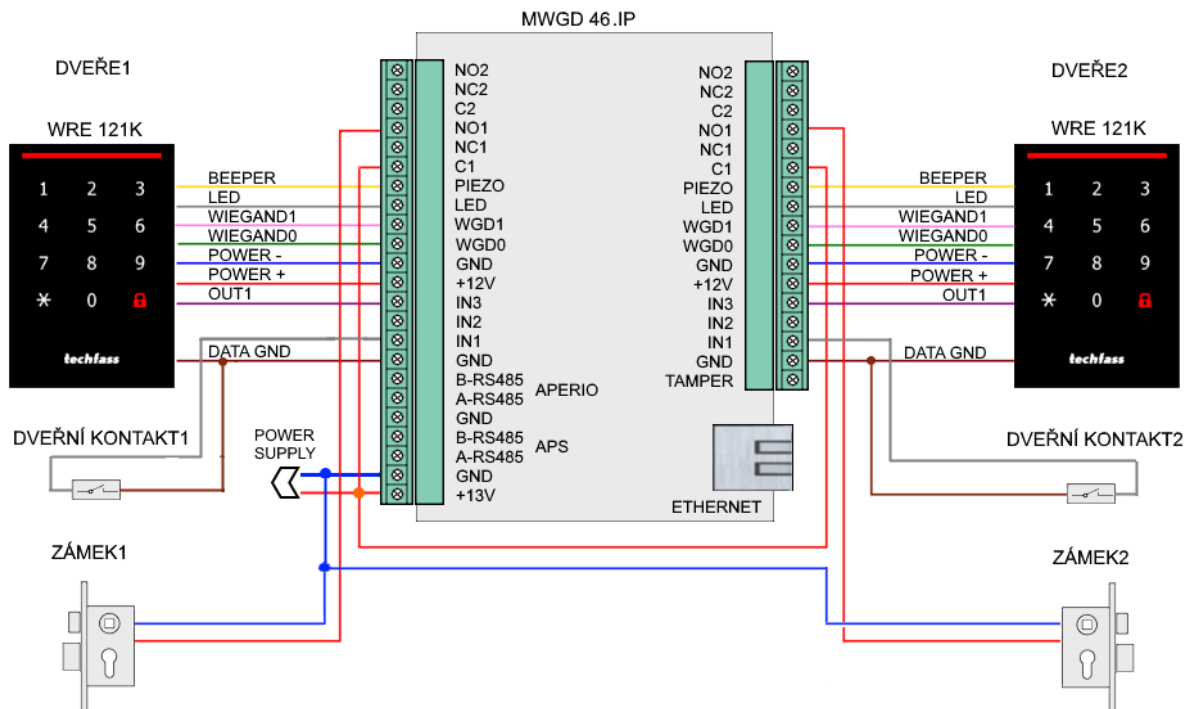 MWGD 46.IP
DVEŘE1
WRE 121K
1 2 3
4 5 6
7 8 9
* 0
techfass
BEEPER
LED
WIEGAND1
WIEGAND0
POWER -
POWER +
OUT1
DATA GND
DVEŘNÍ KONTAKT1
POWER
SUPPLY
ZÁMEK1
NO2
NC2
C2
NO1
NC1
C1
PIEZO
LED
WGD1
WGD0
GND
+12V
IN3
IN2
IN1
GND
B-RS485
A-RS485
APERIO
GND
B-RS485
A-RS485
APS
GND
+13V
NO2
NC2
C2
NO1
NC1
C1
PIEZO
LED
WGD1
WGD0
GND
+12V
IN3
IN2
IN1
GND
TAMPER
ETHERNET
DVEŘE2
WRE 121K
BEEPER
LED
WIEGAND1
WIEGAND0
POWER -
POWER +
OUT1
DATA GND
1 2 3
4 5 6
7 8 9
* 0
techfass
DVEŘNÍ KONTAKT2
ZÁMEK2